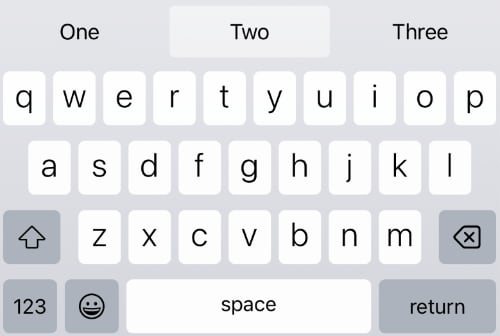 One Two Three
q w e r t y u i o p
a s d f g h j k l
z x c v b n m
123 space return